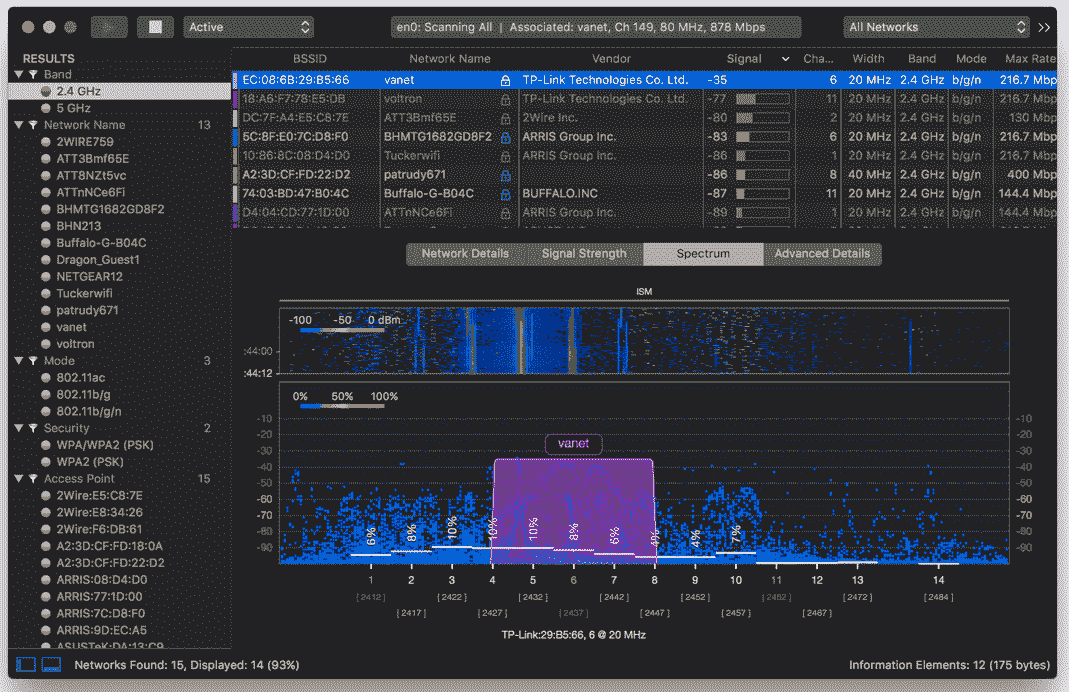 Active
en0: Scanning All | Associated: vanet, Ch 149, 80 MHz, 878 Mbps
All Networks
RESULTS
Band
2.4 GHz
5 GHz
Network Name 13
2WIRE759
ATT3Bmf65E
ATT8NZt5vc
ATTnNCe6Fi
BHMTG1682GD8F2
BHN213
Buffalo-G-B04C
Dragon_Guest1
NETGEAR12
Tuckerwifi
patrudy671
vanet
voltron
Mode 3
802.11ac
802.11b/g
802.11b/g/n
Security 2
WPA/WPA2 (PSK)
WPA2 (PSK)
Access Point 15
2Wire:E5:C8:7E
2Wire:E8:34:26
2Wire:F6:DB:61
A2:3D:CF:FD:18:0A
A2:3D:CF:FD:22:D2
ARRIS:08:D4:D0
ARRIS:77:1D:00
ARRIS:7C:D8:F0
ARRIS:9D:EC:A5
ASUSTeK:DA:13:C9
BSSID Network Name Vendor Signal Cha... Width Band Mode Max Rate
EC:08:6B:29:B5:66 vanet TP-Link Technologies Co. Ltd. -35 6 20 MHz 2.4 GHz b/g/n 216.7 Mbp
18:A6:F7:78:E5:DB voltron TP-Link Technologies Co. Ltd. -77 11 20 MHz 2.4 GHz b/g/n 216.7 Mbp
DC:7F:A4:E5:C8:7E ATT3Bmf65E 2Wire Inc. -80 2 20 MHz 2.4 GHz b/g/n 130 Mbp
5C:8F:E0:7C:D8:F0 BHMTG1682GD8F2 ARRIS Group Inc. -83 6 20 MHz 2.4 GHz b/g/n 216.7 Mbp
10:86:8C:08:D4:D0 Tuckerwifi ARRIS Group Inc. -86 1 20 MHz 2.4 GHz b/g/n 216.7 Mbp
A2:3D:CF:FD:22:D2 patrudy671 -86 8 40 MHz 2.4 GHz b/g/n 400 Mbp
74:03:BD:47:B0:4C Buffalo-G-B04C BUFFALO.INC -87 11 20 MHz 2.4 GHz b/g/n 144.4 Mbp
D4:04:CD:77:1D:00 ATTnNCe6Fi ARRIS Group Inc. -89 1 20 MHz 2.4 GHz b/g/n 144.4 Mbp
Network Details Signal Strength Spectrum Advanced Details
ISM
-100 -50 0 dBm
:44:00
:44:12
0% 50% 100%
-10 -10
-20 -20
-30 -30
vanet
-40 -40
-50 -50
-60 -60
-70 -70
-80 -80
-90 -90
6% 8% 10% 10% 10% 8% 6% 4% 4% 7%
1 2 3 4 5 6 7 8 9 10 11 12 13 14
[ 2412 ] [ 2422 ] [ 2432 ] [ 2442 ] [ 2452 ] [ 2462 ] [ 2472 ] [ 2484 ]
[ 2417 ] [ 2427 ] [ 2437 ] [ 2447 ] [ 2457 ] [ 2467 ]
TP-Link:29:B5:66, 6 @ 20 MHz
Networks Found: 15, Displayed: 14 (93%)
Information Elements: 12 (175 bytes)